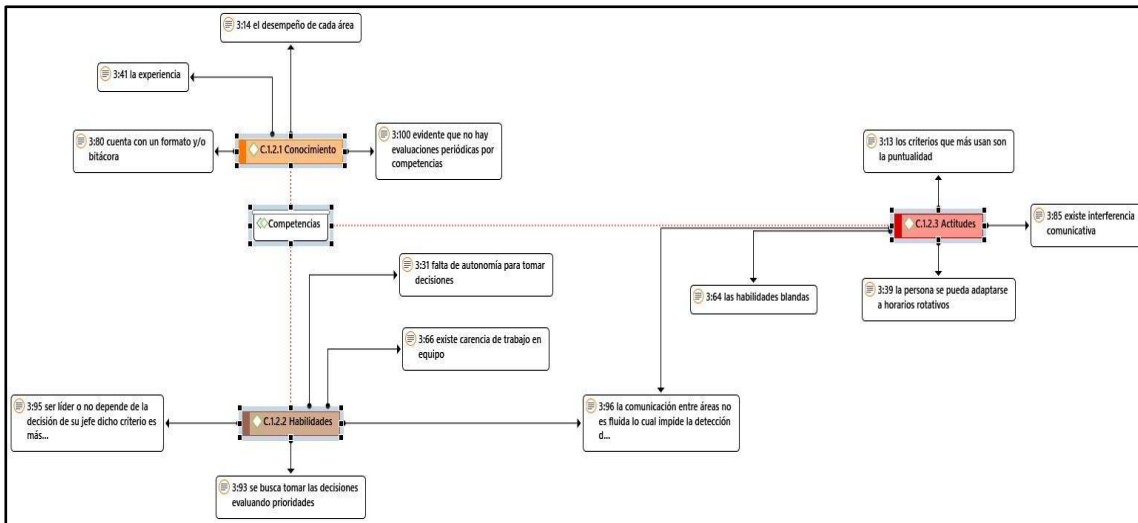 3:14 el desempeño de cada área
3:41 la experiencia
3:80 cuenta con un formato y/o
bitácora
C.1.2.1 Conocimiento
3:100 evidente que no hay
evaluaciones periódicas por
competencias
3:13 los criterios que más usan son
la puntualidad
Competencias
C.1.2.3 Actitudes
3:85 existe interferencia
comunicativa
3:31 falta de autonomía para tomar
decisiones
3:64 las habilidades blandas
3:39 la persona se pueda adaptarse
a horarios rotativos
3:66 existe carencia de trabajo en
equipo
3:95 ser líder o no depende de la
decisión de su jefe dicho criterio es
más...
C.1.2.2 Habilidades
3:96 la comunicación entre áreas no
es fluida lo cual impide la detección
d...
3:93 se busca tomar las decisiones
evaluando prioridades